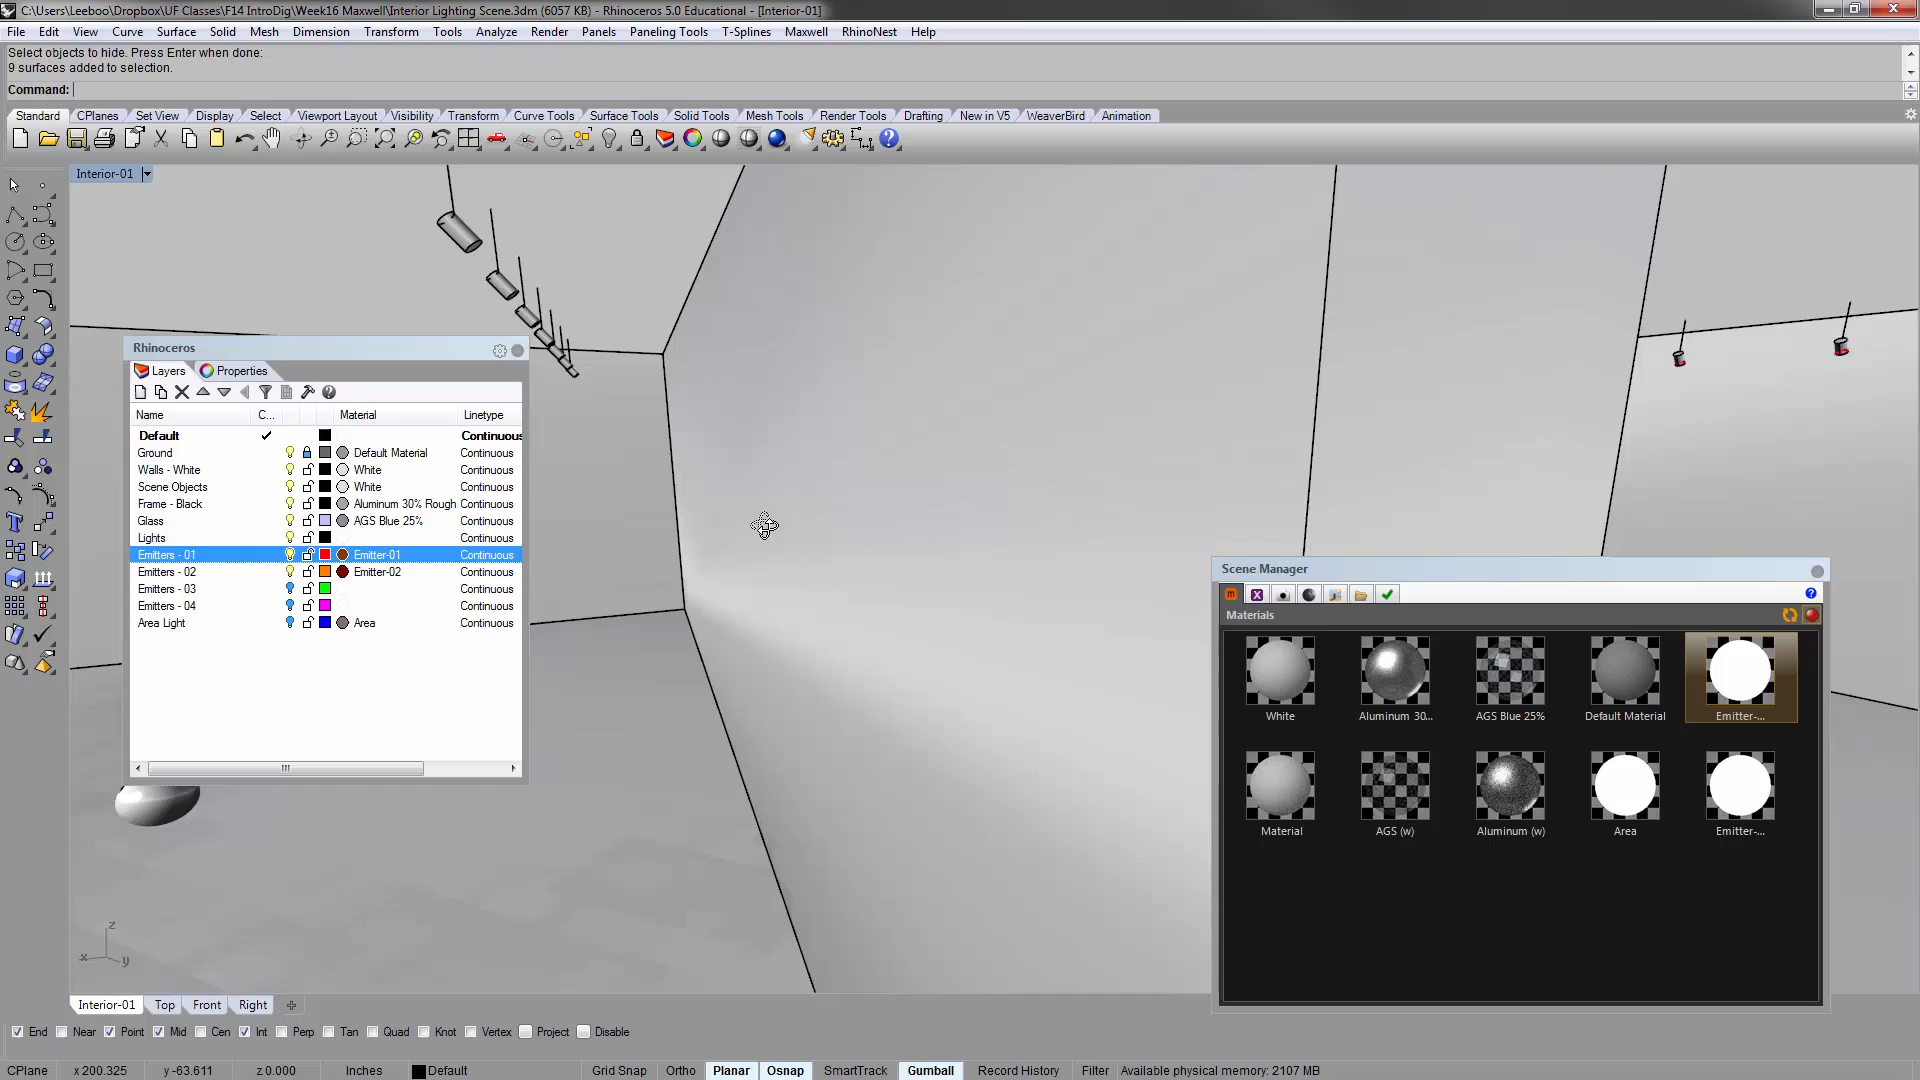 C:\Users\Leeboo\Dropbox\UF Classes\F14 IntroDig\Week16 Maxwell\Interior Lighting Scene.3dm (6057 KB) - Rhinoceros 5.0 Educational - [Interior-01]
File Edit View Curve Surface Solid Mesh Dimension Transform Tools Analyze Render Panels Paneling Tools T-Splines Maxwell RhinoNest Help
Select objects to hide. Press Enter when done:
9 surfaces added to selection.
Command:
Standard CPlanes Set View Display Select Viewport Layout Visibility Transform Curve Tools Surface Tools Solid Tools Mesh Tools Render Tools Drafting New in V5 WeaverBird Animation
Interior-01
Rhinoceros
Layers Properties
Name C... Material Linetype
Default Continuous
Ground Default Material Continuous
Walls - White White Continuous
Scene Objects White Continuous
Frame - Black Aluminum 30% Rough Continuous
Glass AGS Blue 25% Continuous
Lights Continuous
Emitters - 01 Emitter-01 Continuous
Emitters - 02 Emitter-02 Continuous
Emitters - 03 Continuous
Emitters - 04 Continuous
Area Light Area Continuous
Scene Manager
Materials
White Aluminum 30... AGS Blue 25% Default Material Emitter-...
Material AGS (w) Aluminum (w) Area Emitter-...
z
x y
Interior-01 Top Front Right
End Near Point Mid Cen Int Perp Tan Quad Knot Vertex Project Disable
CPlane x 200.325 y -63.611 z 0.000 Inches Default Grid Snap Ortho Planar Osnap SmartTrack Gumball Record History Filter Available physical memory: 2107 MB